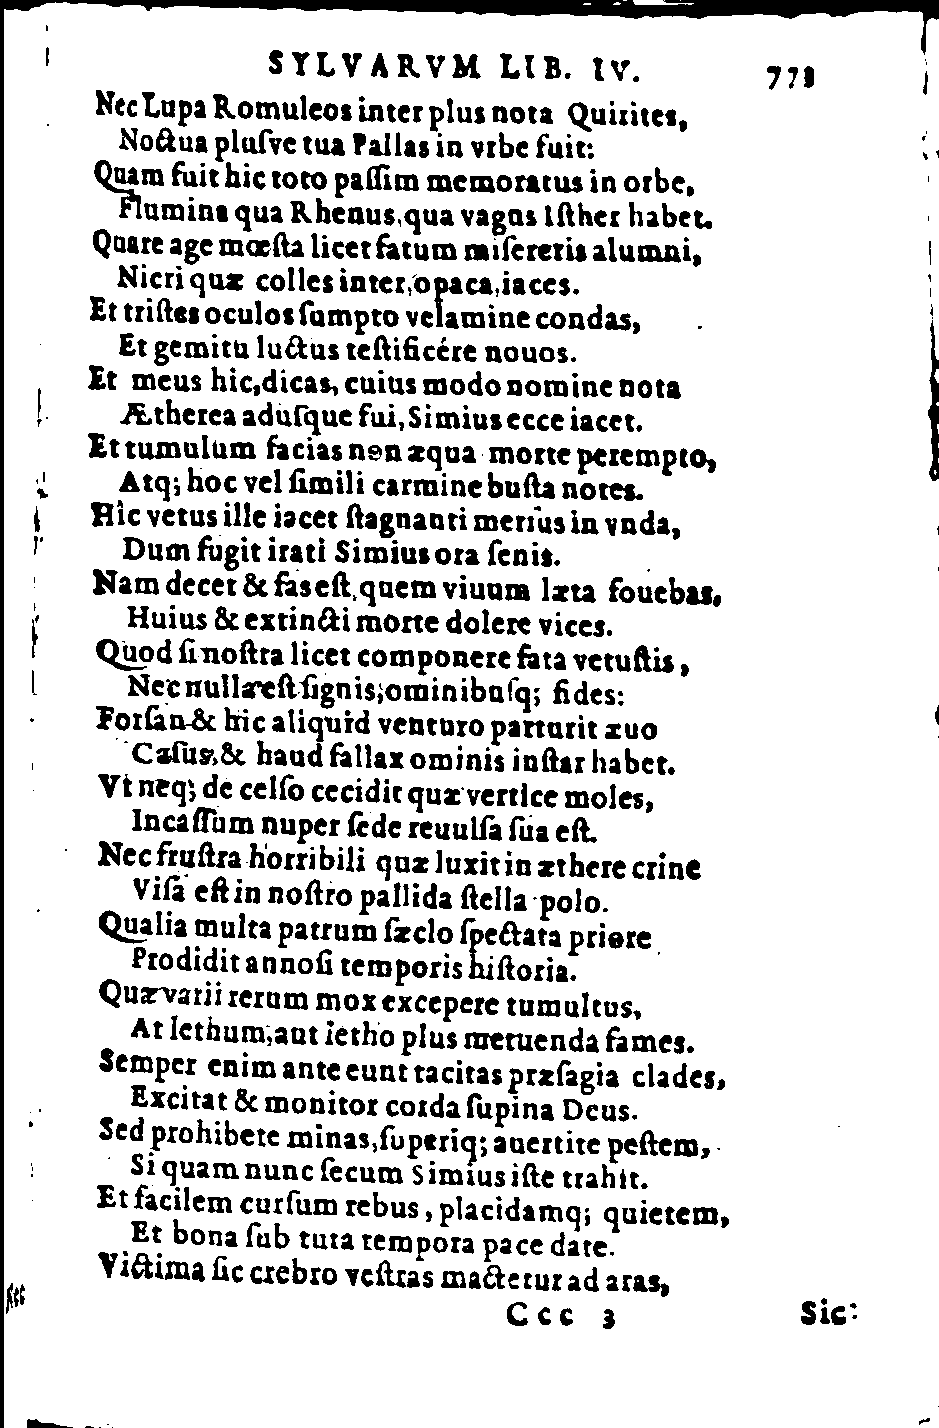 SYLVARVM LIB. IV. 773
Nec Lupa Romuleos inter plus nota Quirites,
Noctua pluſve tua Pallas in vrbe fuit:
Quam fuit hic toto paſſim memoratus in orbe,
Flumina qua Rhenus, qua vagus Iſther habet.
Quare age mœſta licet fatum miſereris alumni,
Nicri quæ colles inter, opaca, iaces.
Et triſtes oculos ſumpto velamine condas,
Et gemitu luctus teſtificére nouos.
Et meus hic, dicas, cuius modo nomine nota
Ætherea aduſque fui, Simius ecce iacet.
Et tumulum facias non æqua morte perempto,
Atq; hoc vel ſimili carmine buſta notes.
Hic vetus ille iacet ſtagnanti merſus in vnda,
Dum fugit irati Simius ora ſenis.
Nam decet & fas eſt, quem viuum læta fouebas,
Huius & extincti morte dolere vices.
Quod ſi noſtra licet componere fata vetuſtis,
Nec nulla eſt ſignis, ominibuſq; fides:
Forſan & hic aliquid venturo parturit æuo
Caſus, & haud fallax ominis inſtar habet.
Vt neq; de celſo cecidit quæ vertice moles,
Incaſſum nuper ſede reuulſa ſua eſt.
Nec fruſtra horribili quæ luxit in æthere crine
Viſa eſt in noſtro pallida ſtella polo.
Qualia multa patrum ſæclo ſpectata priore
Prodidit annoſi temporis hiſtoria.
Quæ varii rerum mox excepere tumultus,
At lethum, aut letho plus metuenda fames.
Semper enim ante eunt tacitas præſagia clades,
Excitat & monitor corda ſupina Deus.
Sed prohibete minas, ſuperiq; auertite peſtem,
Si quam nunc ſecum Simius iſte trahit.
Et facilem curſum rebus, placidamq; quietem,
Et bona ſub tuta tempora pace date.
Victima ſic crebro veſtras mactetur ad aras,
Ccc 3 Sic: